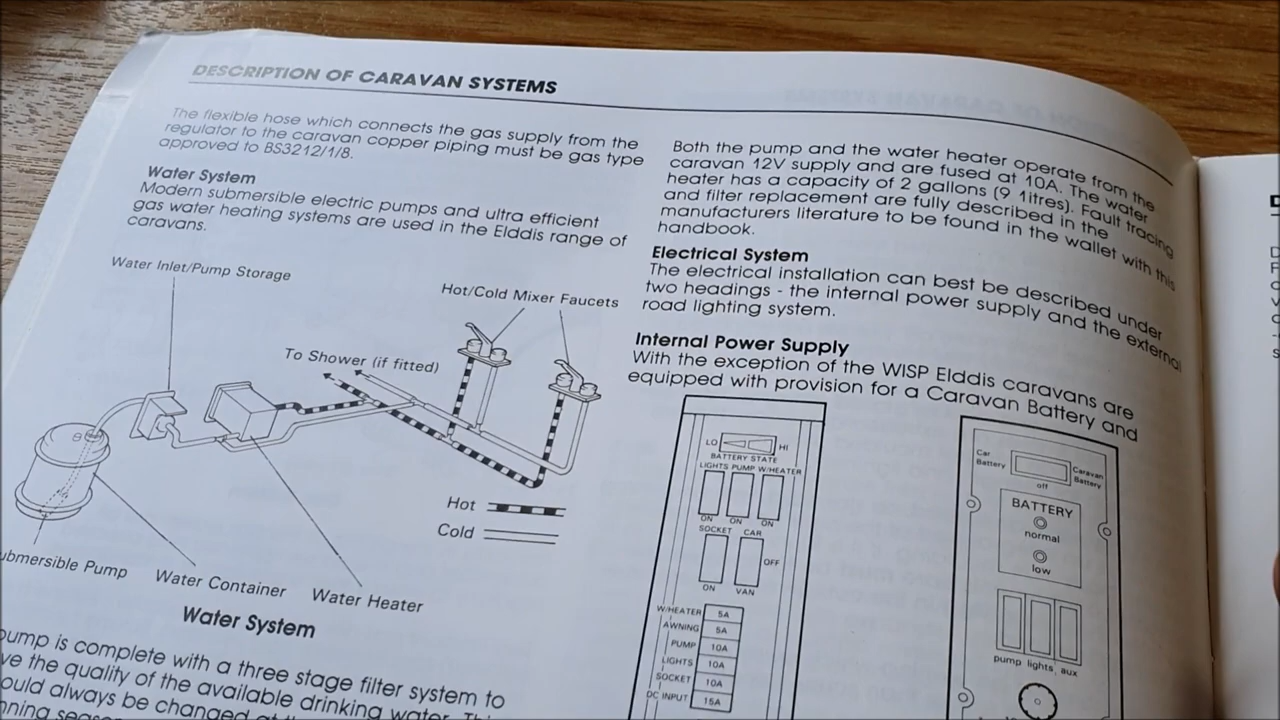 DESCRIPTION OF CARAVAN SYSTEMS
The flexible hose which connects the gas supply from the
regulator to the caravan copper piping must be gas type
approved to BS3212/1/8.
Water System
Modern submersible electric pumps and ultra efficient
gas water heating systems are used in the Elddis range of
caravans.
Water Inlet/Pump Storage
Hot/Cold Mixer Faucets
To Shower (if fitted)
Hot
Cold
ubmersible Pump
Water Container
Water Heater
Water System
pump is complete with a three stage filter system to
ve the quality of the available drinking water.
ould always be changed at
nning
Both the pump and the water heater operate from the
caravan 12V supply and are fused at 10A. The water
heater has a capacity of 2 gallons (9 1itres). Fault tracing
and filter replacement are fully described in the
manufacturers literature to be found in the wallet with this
handbook.
Electrical System
The electrical installation can best be described under
two headings - the internal power supply and the external
road lighting system.
Internal Power Supply
With the exception of the WISP Elddis caravans are
equipped with provision for a Caravan Battery and
LO HI
BATTERY STATE
LIGHTS PUMP W/HEATER
ON ON ON
SOCKET CAR
OFF
ON VAN
W/HEATER 5A
AWNING 5A
PUMP 10A
LIGHTS 10A
SOCKET 10A
DC INPUT 15A
Car
Battery
Caravan
Battery
off
BATTERY
normal
low
pump lights aux